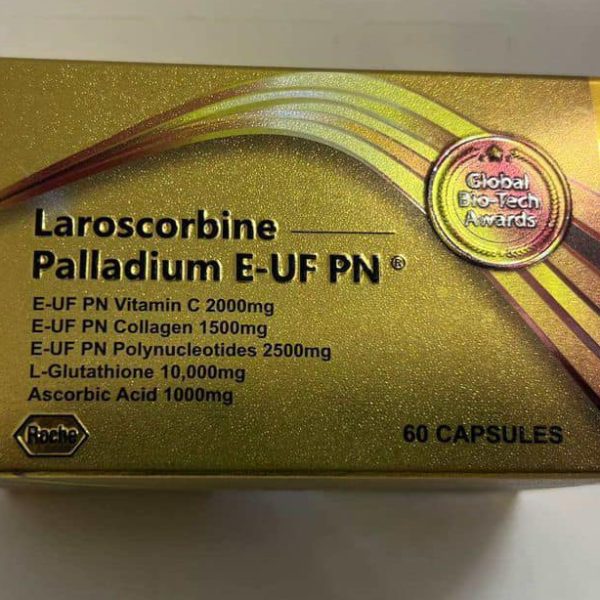 Global
Bio-Tech
Awards
Laroscorbine
Palladium E-UF PN ®
E-UF PN Vitamin C 2000mg
E-UF PN Collagen 1500mg
E-UF PN Polynucleotides 2500mg
L-Glutathione 10,000mg
Ascorbic Acid 1000mg
Roche
60 CAPSULES